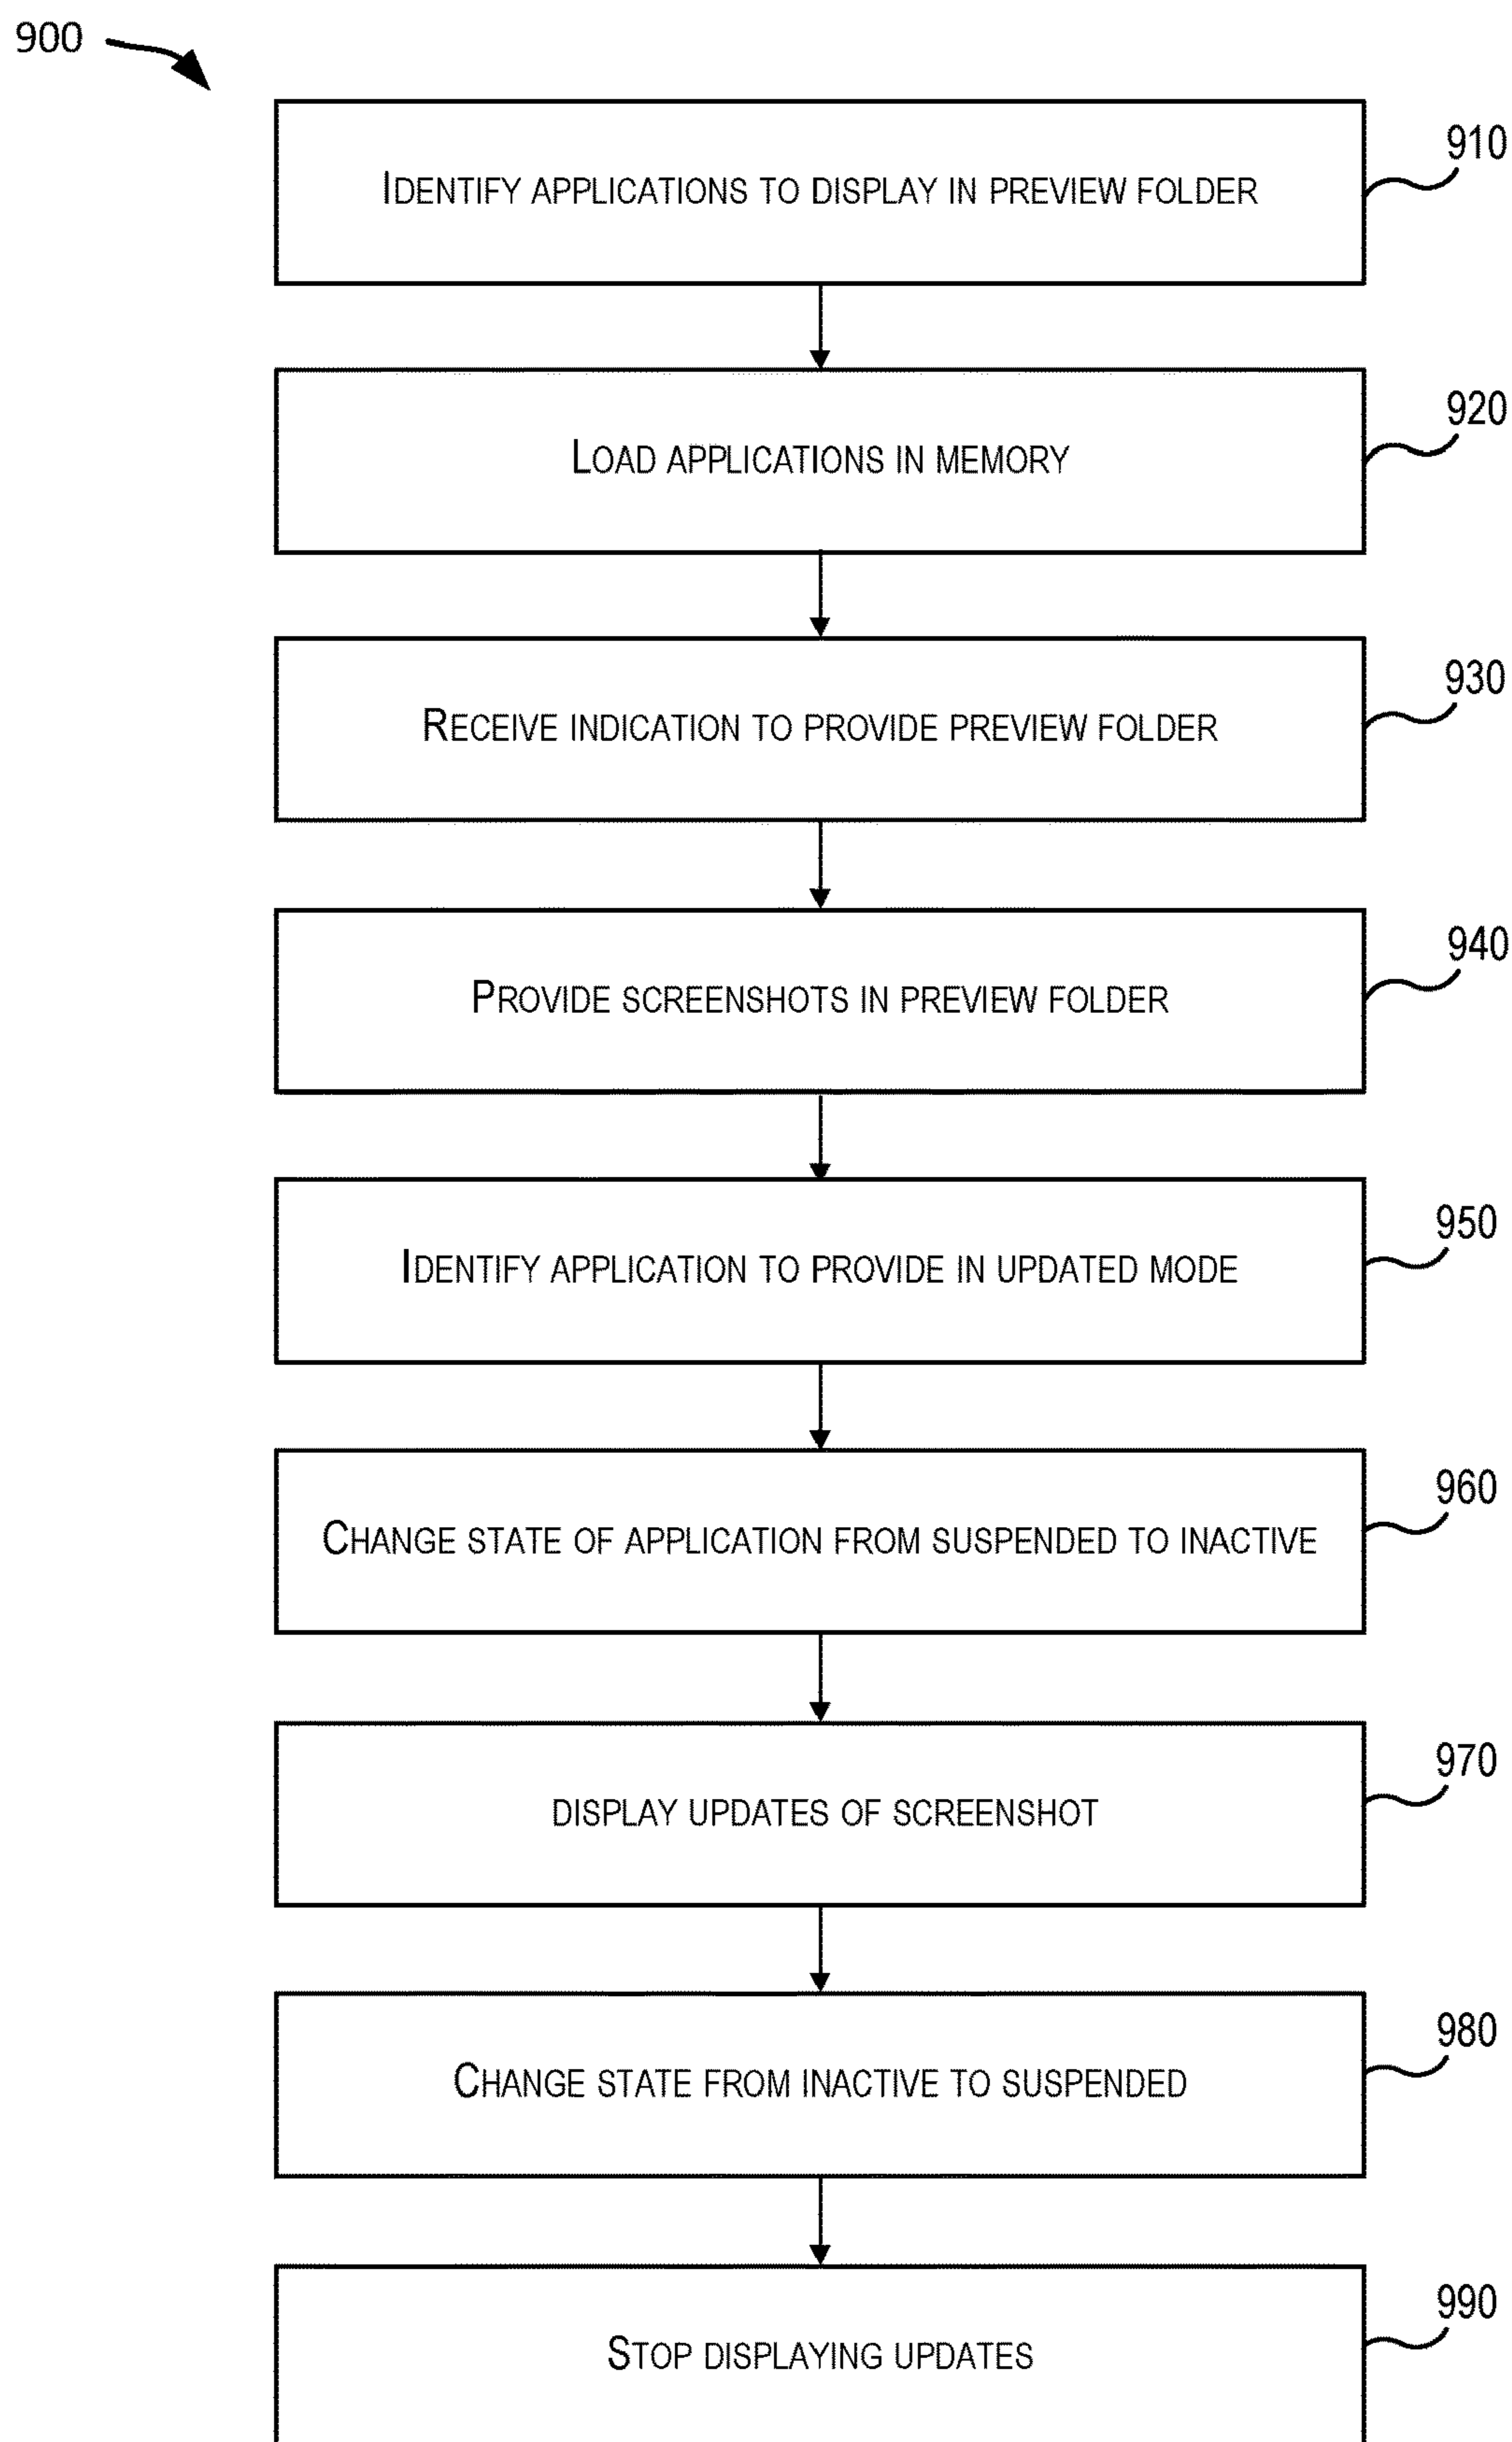 900
IDENTIFY APPLICATIONS TO DISPLAY IN PREVIEW FOLDER
910
LOAD APPLICATIONS IN MEMORY
920
RECEIVE INDICATION TO PROVIDE PREVIEW FOLDER
930
PROVIDE SCREENSHOTS IN PREVIEW FOLDER
940
IDENTIFY APPLICATION TO PROVIDE IN UPDATED MODE
950
CHANGE STATE OF APPLICATION FROM SUSPENDED TO INACTIVE
960
DISPLAY UPDATES OF SCREENSHOT
970
CHANGE STATE FROM INACTIVE TO SUSPENDED
980
STOP DISPLAYING UPDATES
990